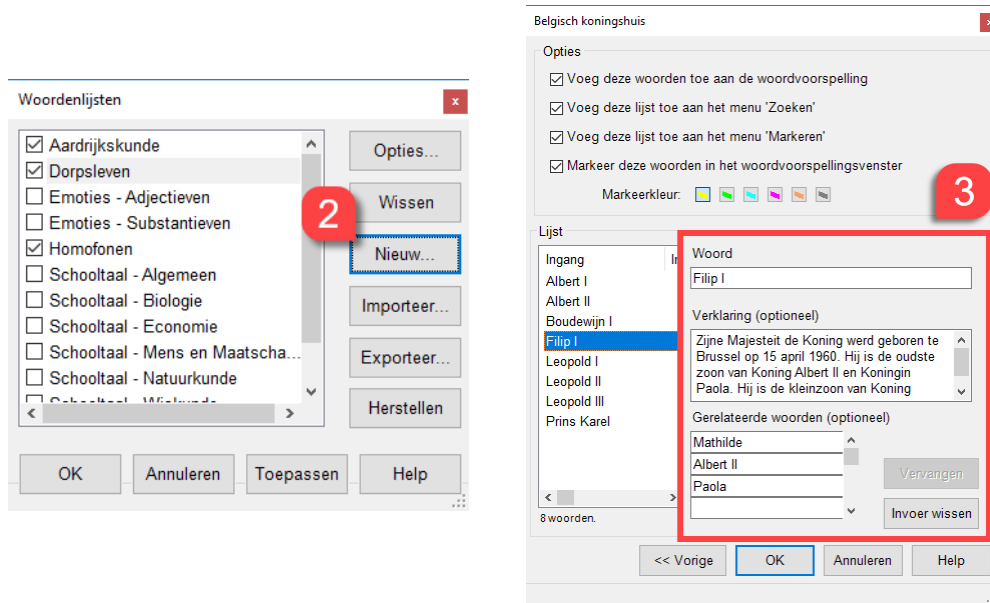 Woordenlijsten
x
Aardrijkskunde
Dorpsleven
Emoties - Adjectieven
Emoties - Substantieven
Homofonen
Schooltaal - Algemeen
Schooltaal - Biologie
Schooltaal - Economie
Schooltaal - Mens en Maatscha...
Schooltaal - Natuurkunde
Opties...
Wissen
2
Nieuw...
Importeer...
Exporteer...
Herstellen
OK
Annuleren
Toepassen
Help
Belgisch koningshuis
Opties
Voeg deze woorden toe aan de woordvoorspelling
Voeg deze lijst toe aan het menu 'Zoeken'
Voeg deze lijst toe aan het menu 'Markeren'
Markeer deze woorden in het woordvoorspellingsvenster
Markeerkleur:
3
Lijst
Ingang
Albert I
Albert II
Boudewijn I
Filip I
Leopold I
Leopold II
Leopold III
Prins Karel
8 woorden.
Woord
Filip I
Verklaring (optioneel)
Zijne Majesteit de Koning werd geboren te
Brussel op 15 april 1960. Hij is de oudste
zoon van Koning Albert II en Koningin
Paola. Hij is de kleinzoon van Koning
Gerelateerde woorden (optioneel)
Mathilde
Albert II
Paola
Vervangen
Invoer wissen
<< Vorige
OK
Annuleren
Help